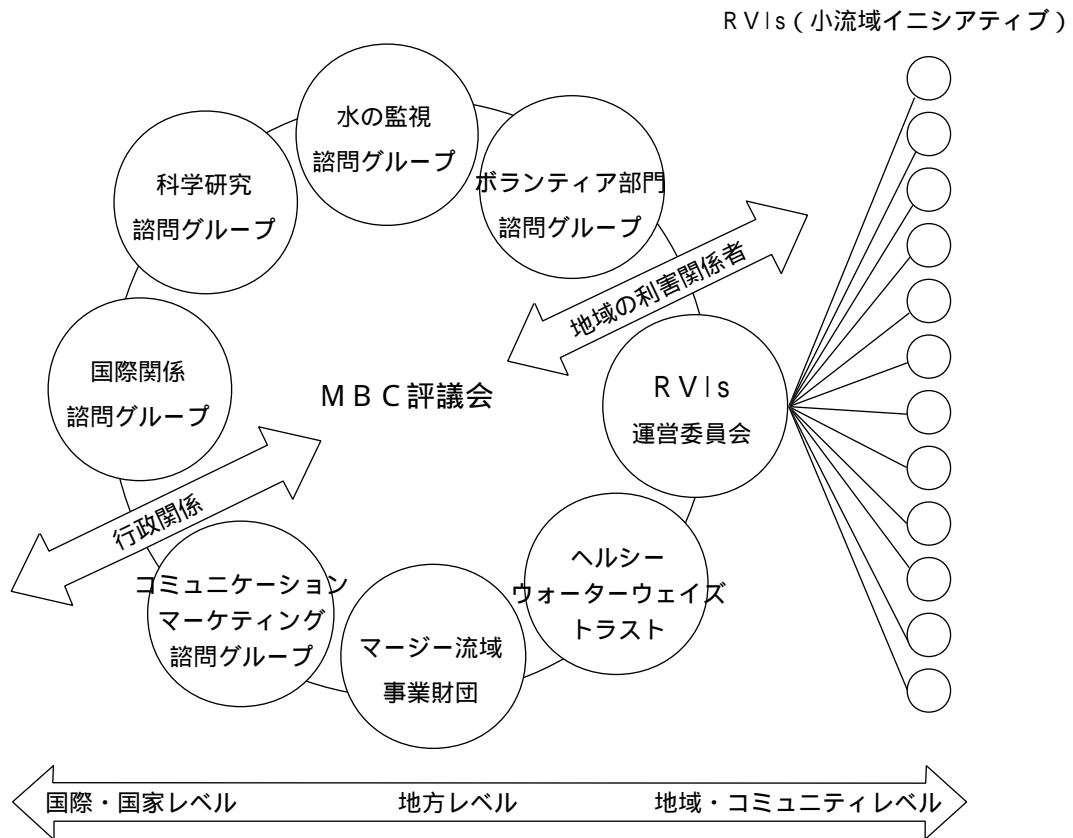 ＲＶＩｓ（小流域イニシアティブ）
水の監視
諮問グループ
科学研究
諮問グループ
ボランティア部門
諮問グループ
地域の利害関係者
国際関係
諮問グループ
ＭＢＣ評議会
ＲＶＩｓ
運営委員会
行政関係
コミュニケーション
マーケティング
諮問グループ
マージー流域
事業財団
ヘルシー
ウォーターウェイズ
トラスト
国際・国家レベル
地方レベル
地域・コミュニティレベル